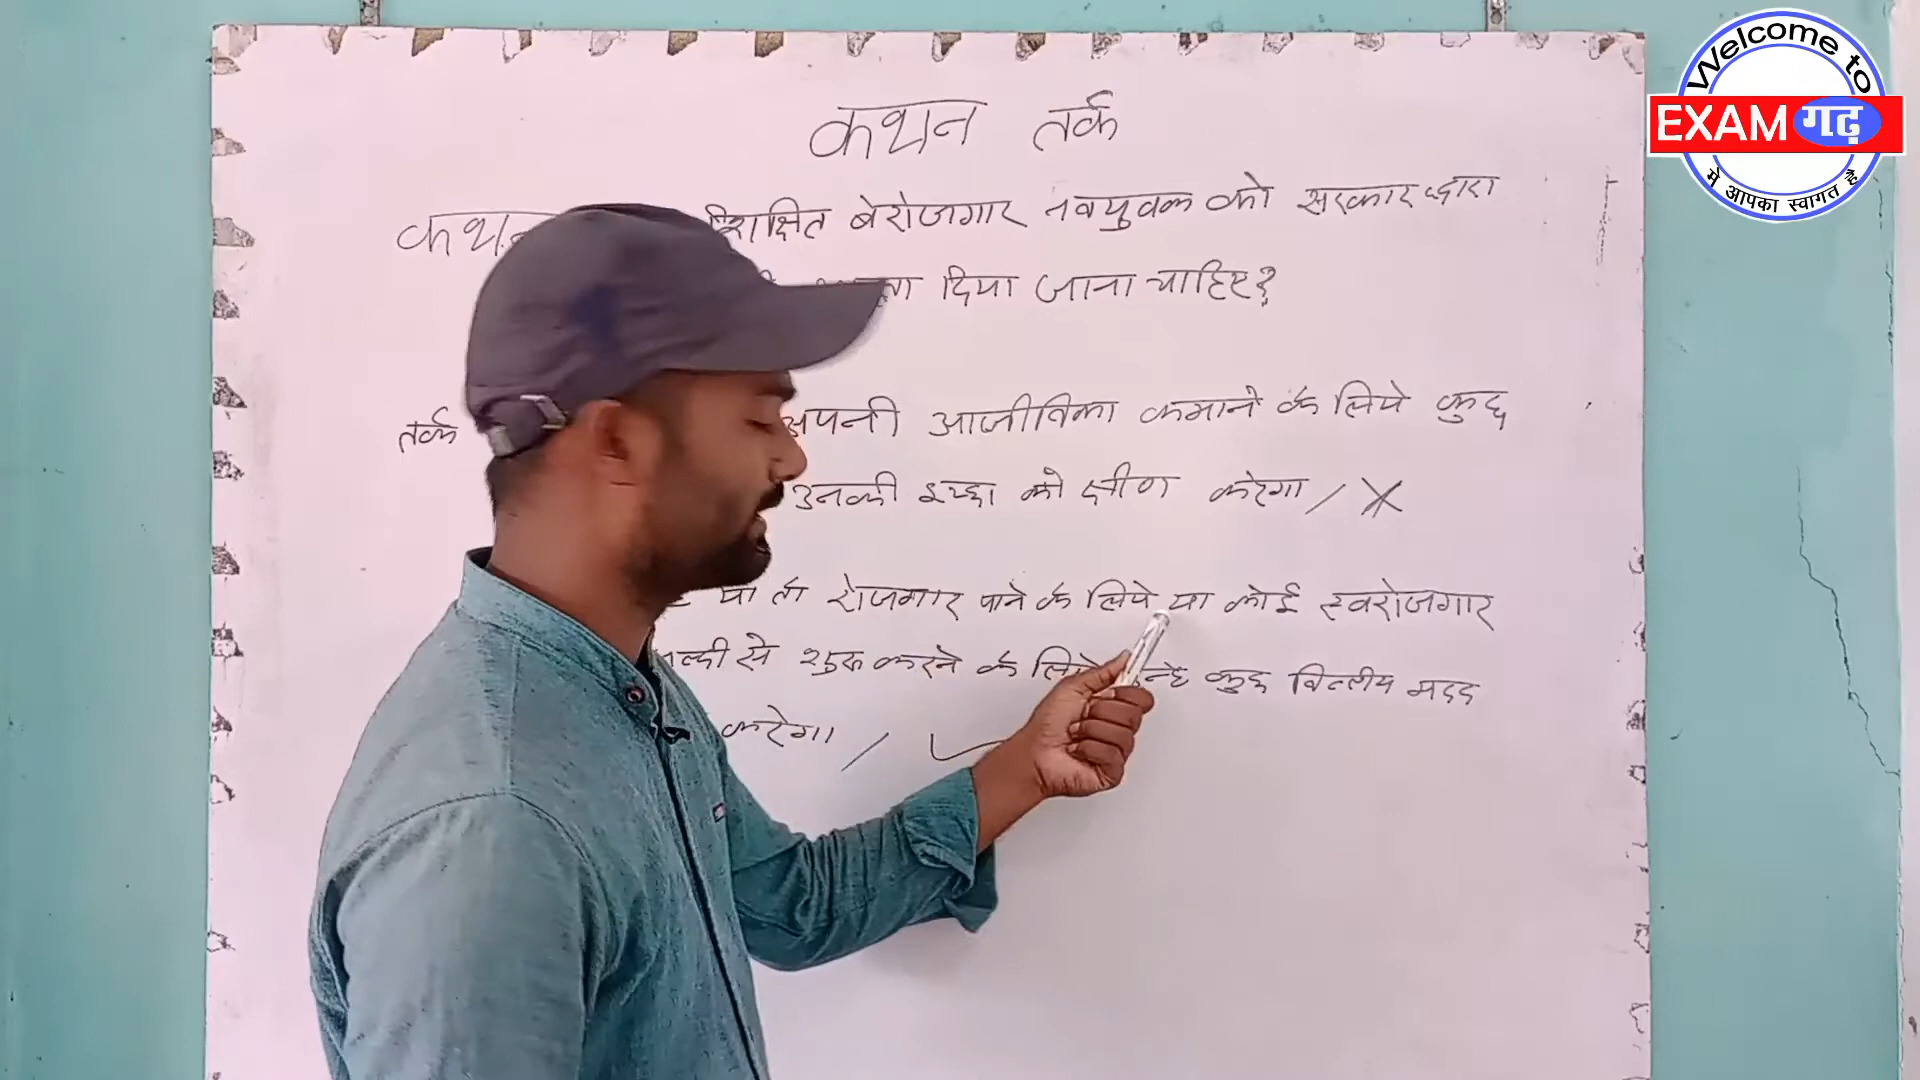 Welcome to
EXAM गढ़
मे आपका स्वागत है
कथन तर्क
कथन शिक्षित बेरोजगार नवयुवक को सरकार द्वारा
दिया जाना चाहिए?
तर्क अपनी आजीविका कमाने के लिये कुछ
उनकी इच्छा को क्षीण करेगा / X
या तो रोजगार पाने के लिये या कोई स्वरोजगार
जल्दी से शुरू करने के लिये उन्हे कुछ वित्तीय मदद
करेगा /